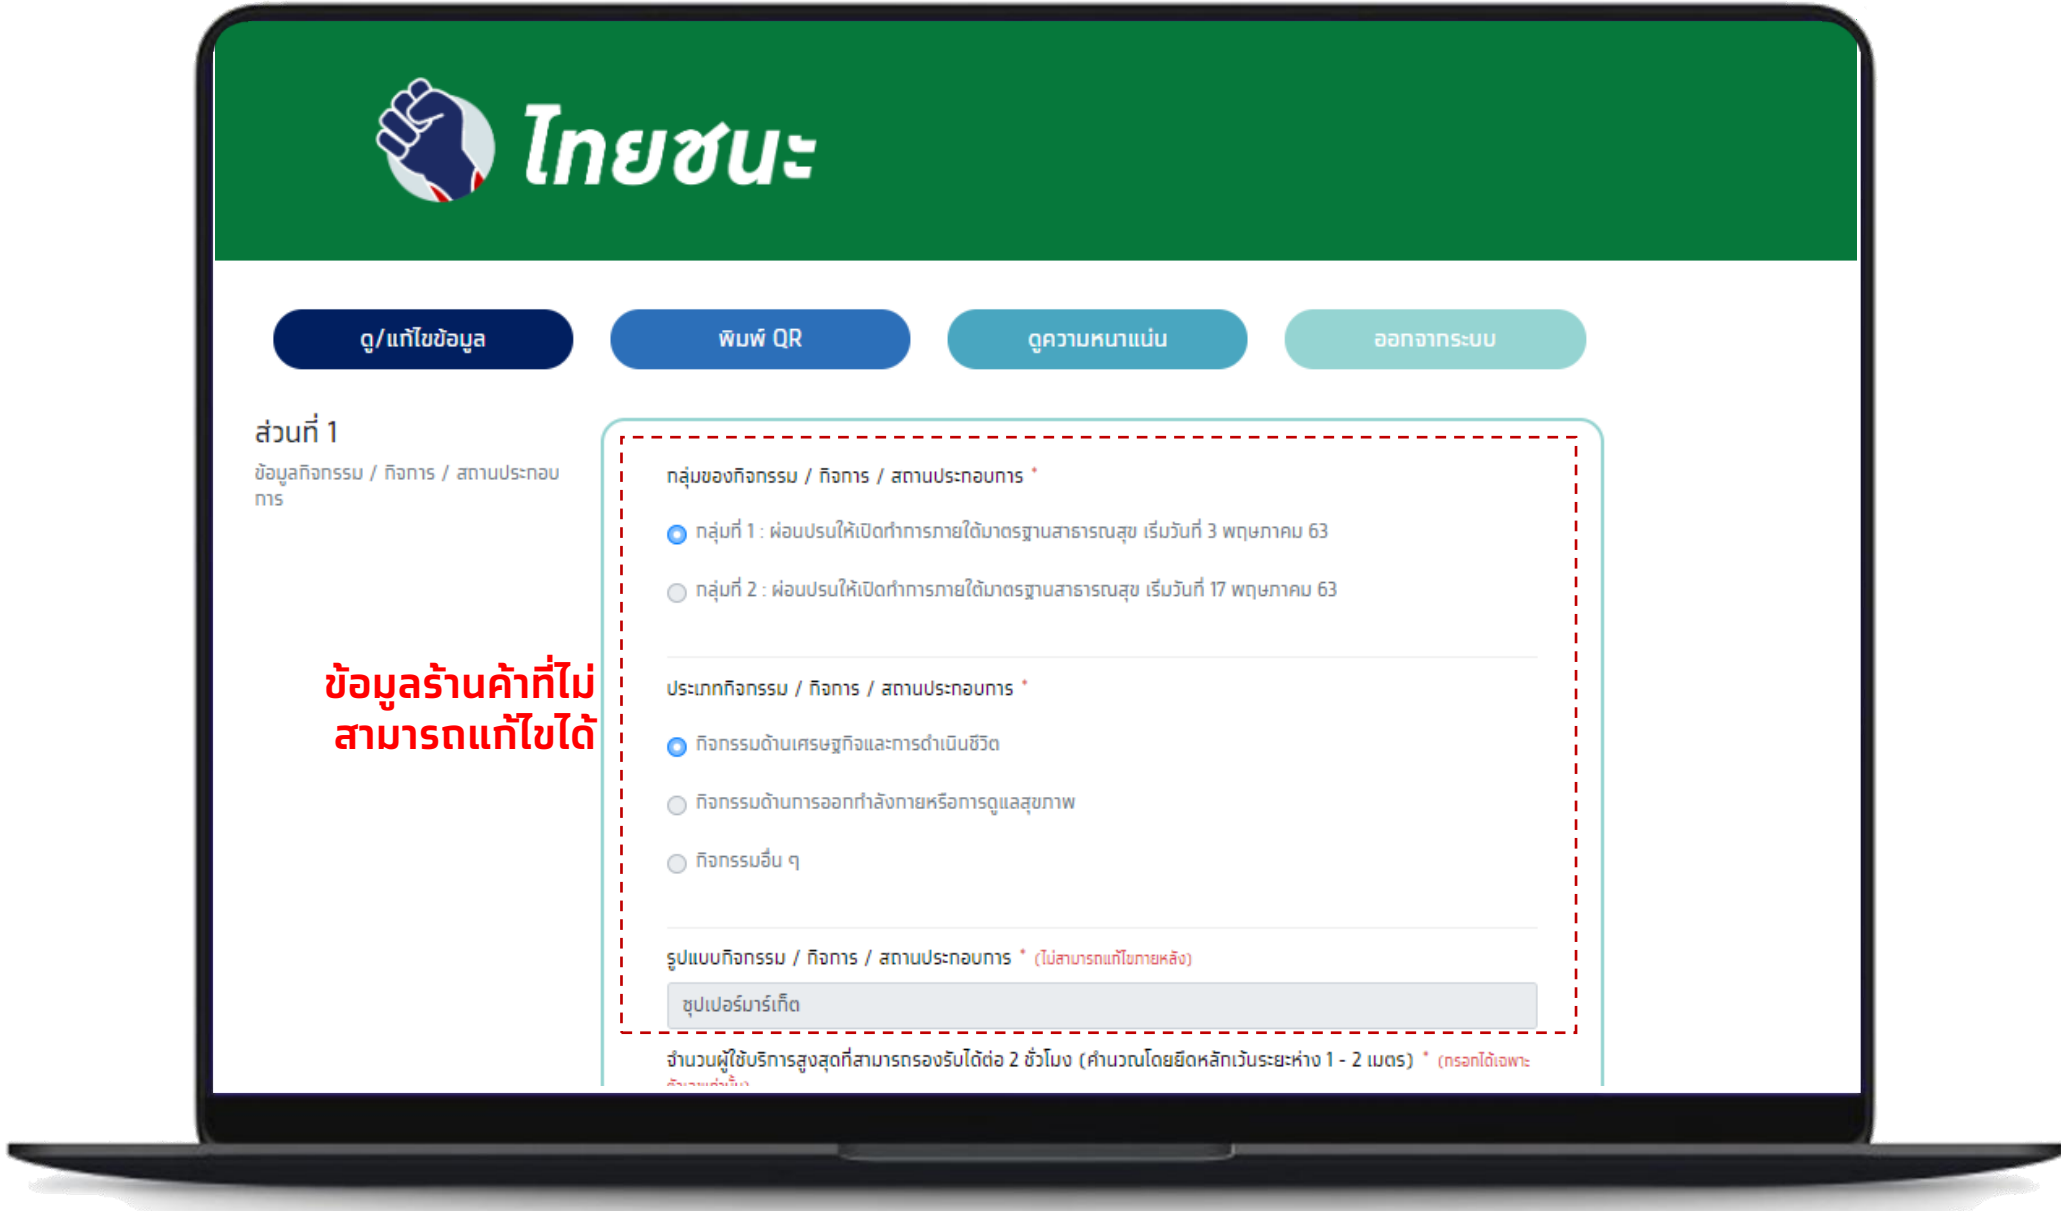 ไทยชนะ
ดู/แก้ไขข้อมูล
พิมพ์ QR
ดูความหนาแน่น
ออกจากระบบ
ส่วนที่ 1
ข้อมูลกิจกรรม / กิจการ / สถานประกอบ
การ
ข้อมูลร้านค้าที่ไม่
สามารถแก้ไขได้
กลุ่มของกิจกรรม / กิจการ / สถานประกอบการ *
กลุ่มที่ 1 : ผ่อนปรนให้เปิดทำการภายใต้มาตรฐานสาธารณสุข เริ่มวันที่ 3 พฤษภาคม 63
กลุ่มที่ 2 : ผ่อนปรนให้เปิดทำการภายใต้มาตรฐานสาธารณสุข เริ่มวันที่ 17 พฤษภาคม 63
ประเภทกิจกรรม / กิจการ / สถานประกอบการ *
กิจกรรมด้านเศรษฐกิจและการดำเนินชีวิต
กิจกรรมด้านการออกกำลังกายหรือการดูแลสุขภาพ
กิจกรรมอื่น ๆ
รูปแบบกิจกรรม / กิจการ / สถานประกอบการ * (ไม่สามารถแก้ไขภายหลัง)
ซุปเปอร์มาร์เก็ต
จำนวนผู้ใช้บริการสูงสุดที่สามารถรองรับได้ต่อ 2 ชั่วโมง (คำนวณโดยยึดหลักเว้นระยะห่าง 1 - 2 เมตร) * (กรอกได้เฉพาะ
ตัวเลขเท่านั้น)